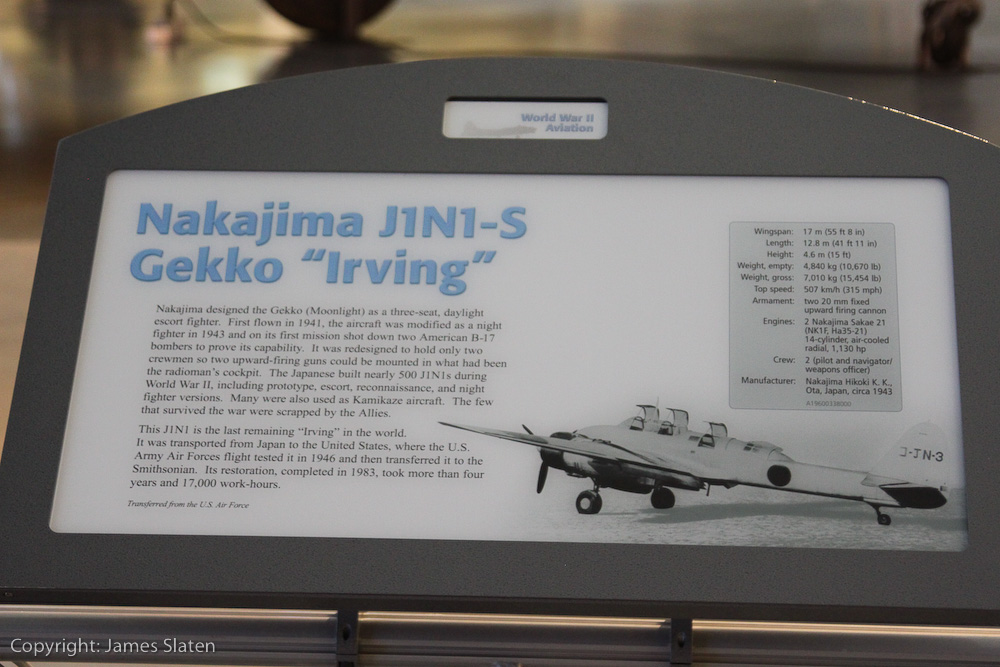 World War II
Aviation
Nakajima J1N1-S
Gekko “Irving”
Nakajima designed the Gekko (Moonlight) as a three-seat, daylight
escort fighter. First flown in 1941, the aircraft was modified as a night
fighter in 1943 and on its first mission shot down two American B-17
bombers to prove its capability. It was redesigned to hold only two
crewmen so two upward-firing guns could be mounted in what had been
the radioman's cockpit. The Japanese built nearly 500 J1N1s during
World War II, including prototype, escort, reconnaissance, and night
fighter versions. Many were also used as Kamikaze aircraft. The few
that survived the war were scrapped by the Allies.
This J1N1 is the last remaining “Irving” in the world.
It was transported from Japan to the United States, where the U.S.
Army Air Forces flight tested it in 1946 and then transferred it to the
Smithsonian. Its restoration, completed in 1983, took more than four
years and 17,000 work-hours.
Transferred from the U.S. Air Force
Wingspan: 17 m (55 ft 8 in)
Length: 12.8 m (41 ft 11 in)
Height: 4.6 m (15 ft)
Weight, empty: 4,840 kg (10,670 lb)
Weight, gross: 7,010 kg (15,454 lb)
Top speed: 507 km/h (315 mph)
Armament: two 20 mm fixed
upward firing cannon
Engines: 2 Nakajima Sakae 21
(NK1F, Ha35-21)
14-cylinder, air-cooled
radial, 1,130 hp
Crew: 2 (pilot and navigator/
weapons officer)
Manufacturer: Nakajima Hikoki K. K.,
Ota, Japan, circa 1943
A19600338000
J-JN-3
Copyright: James Slaten